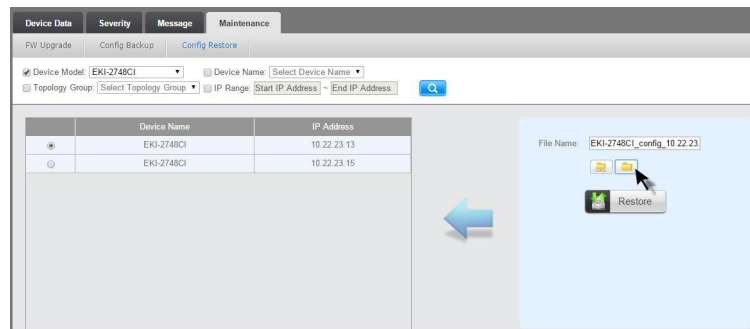 Device Data Severity Message Maintenance
FW Upgrade Config Backup Config Restore
Device Model: EKI-2748CI Device Name: Select Device Name
Topology Group: Select Topology Group IP Range: Start IP Address ~ End IP Address
Device Name IP Address
EKI-2748CI 10.22.23.13
EKI-2748CI 10.22.23.15
File Name: EKI-2748CI_config_10.22.23.
Restore